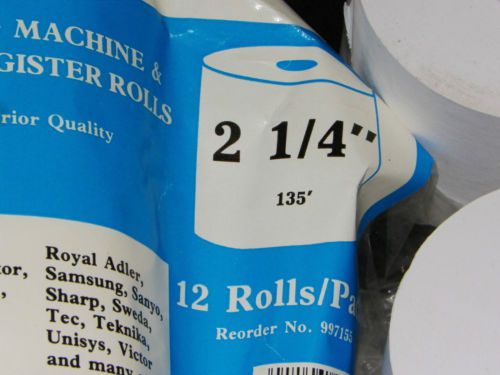 MACHINE &
GISTER ROLLS
rior Quality
2 1/4"
135'
Royal Adler,
Samsung, Sanyo,
Sharp, Sweda,
Tec, Teknika,
Unisys, Victor
and many
12 Rolls/Pa
Reorder No. 997155